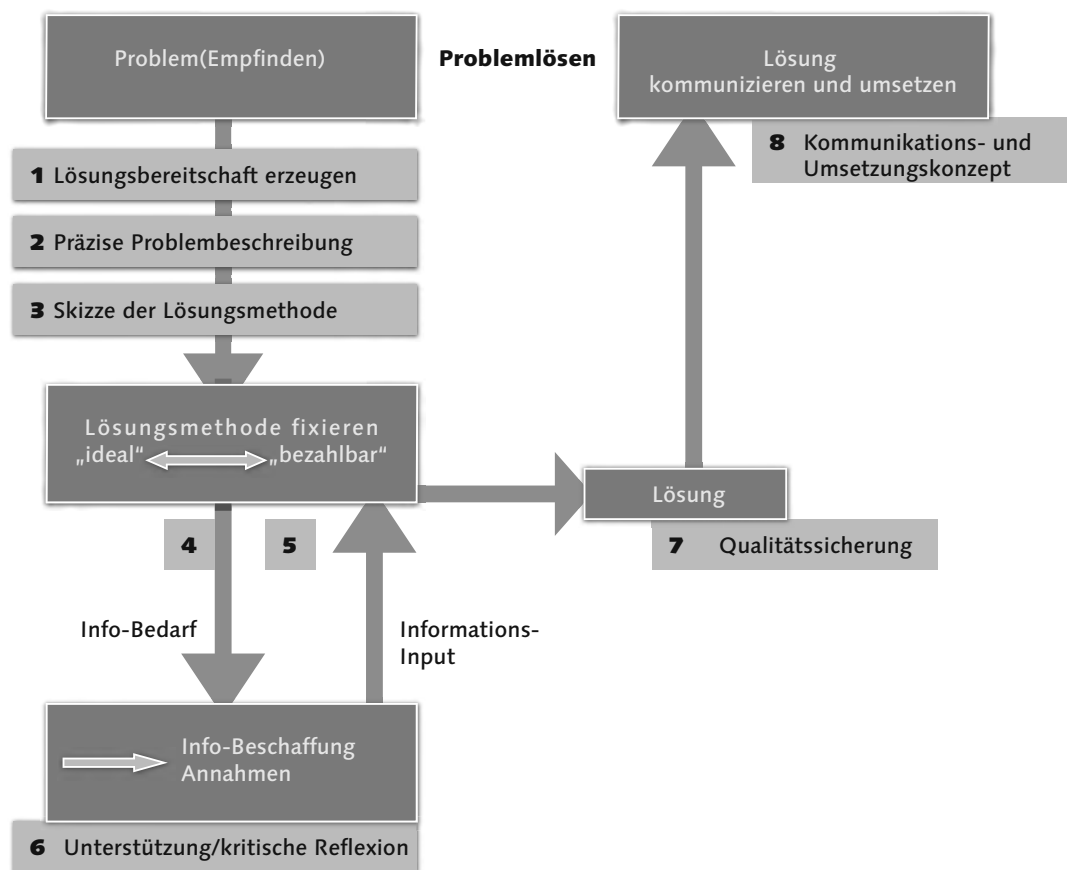 Problem(Empfinden)
Problemlösen
Lösung
kommunizieren und umsetzen
8 Kommunikations- und
Umsetzungskonzept
1 Lösungsbereitschaft erzeugen
2 Präzise Problembeschreibung
3 Skizze der Lösungsmethode
Lösungsmethode fixieren
„ideal“ „bezahlbar“
Lösung
7 Qualitätssicherung
4
5
Info-Bedarf
Informations-
Input
Info-Beschaffung
Annahmen
6 Unterstützung/kritische Reflexion